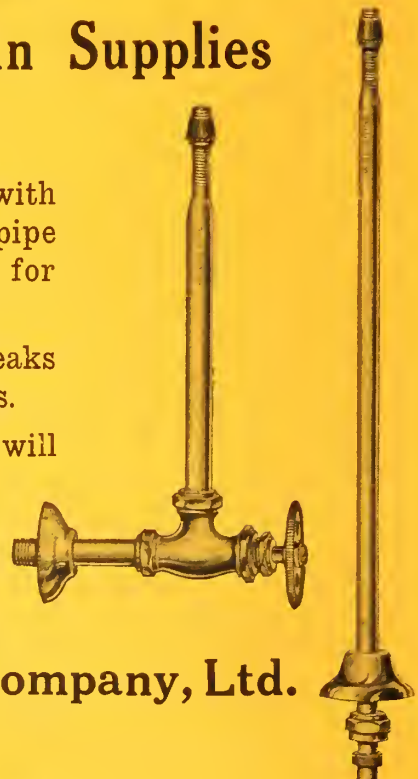 n Supplies
with
pipe
for
eaks
s.
will
ompany, Ltd.